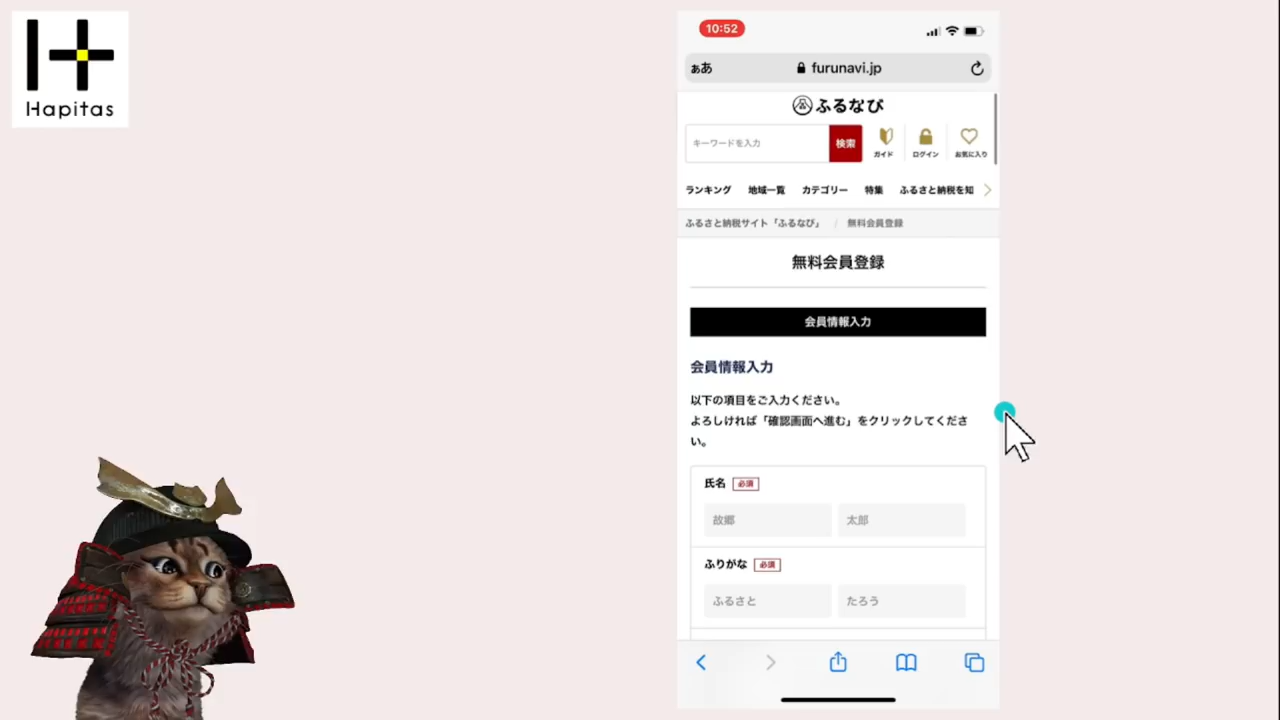 Hapitas
10:52
ぁあ furunavi.jp
ふるなび
キーワードを入力 検索 ガイド ログイン お気に入り
ランキング 地域一覧 カテゴリー 特集 ふるさと納税を知
ふるさと納税サイト「ふるなび」 / 無料会員登録
無料会員登録
会員情報入力
会員情報入力
以下の項目をご入力ください。
よろしければ「確認画面へ進む」をクリックしてくださ
い。
氏名 必須
故郷 太郎
ふりがな 必須
ふるさと たろう